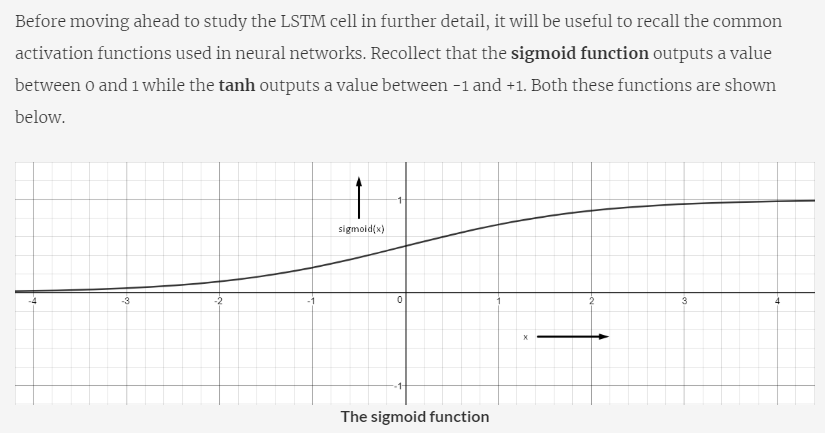 Before moving ahead to study the LSTM cell in further detail, it will be useful to recall the common
activation functions used in neural networks. Recollect that the sigmoid function outputs a value
between 0 and 1 while the tanh outputs a value between -1 and +1. Both these functions are shown
below.
1
sigmoid(x)
-4 -3 -2 -1 0 1 2 3 4
x
-1
The sigmoid function